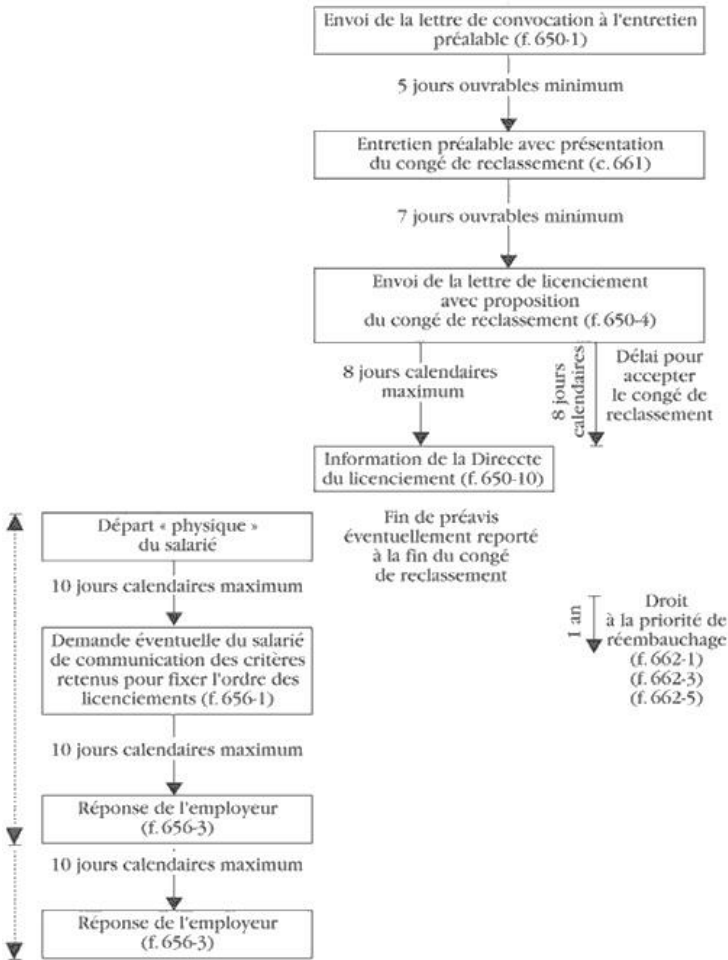 Envoi de la lettre de convocation à l'entretien
préalable (f. 650-1)
5 jours ouvrables minimum
Entretien préalable avec présentation
du congé de reclassement (c. 661)
7 jours ouvrables minimum
Envoi de la lettre de licenciement
avec proposition
du congé de reclassement (f. 650-4)
8 jours calendaires
maximum
8 jours
calendaires
Délai pour
accepter
le congé de
reclassement
Information de la Direccte
du licenciement (f. 650-10)
Départ « physique »
du salarié
Fin de préavis
éventuellement reporté
à la fin du congé
de reclassement
10 jours calendaires maximum
1 an
Droit
à la priorité de
réembauchage
(f. 662-1)
(f. 662-3)
(f. 662-5)
Demande éventuelle du salarié
de communication des critères
retenus pour fixer l'ordre des
licenciements (f. 656-1)
10 jours calendaires maximum
Réponse de l'employeur
(f. 656-3)
10 jours calendaires maximum
Réponse de l'employeur
(f. 656-3)